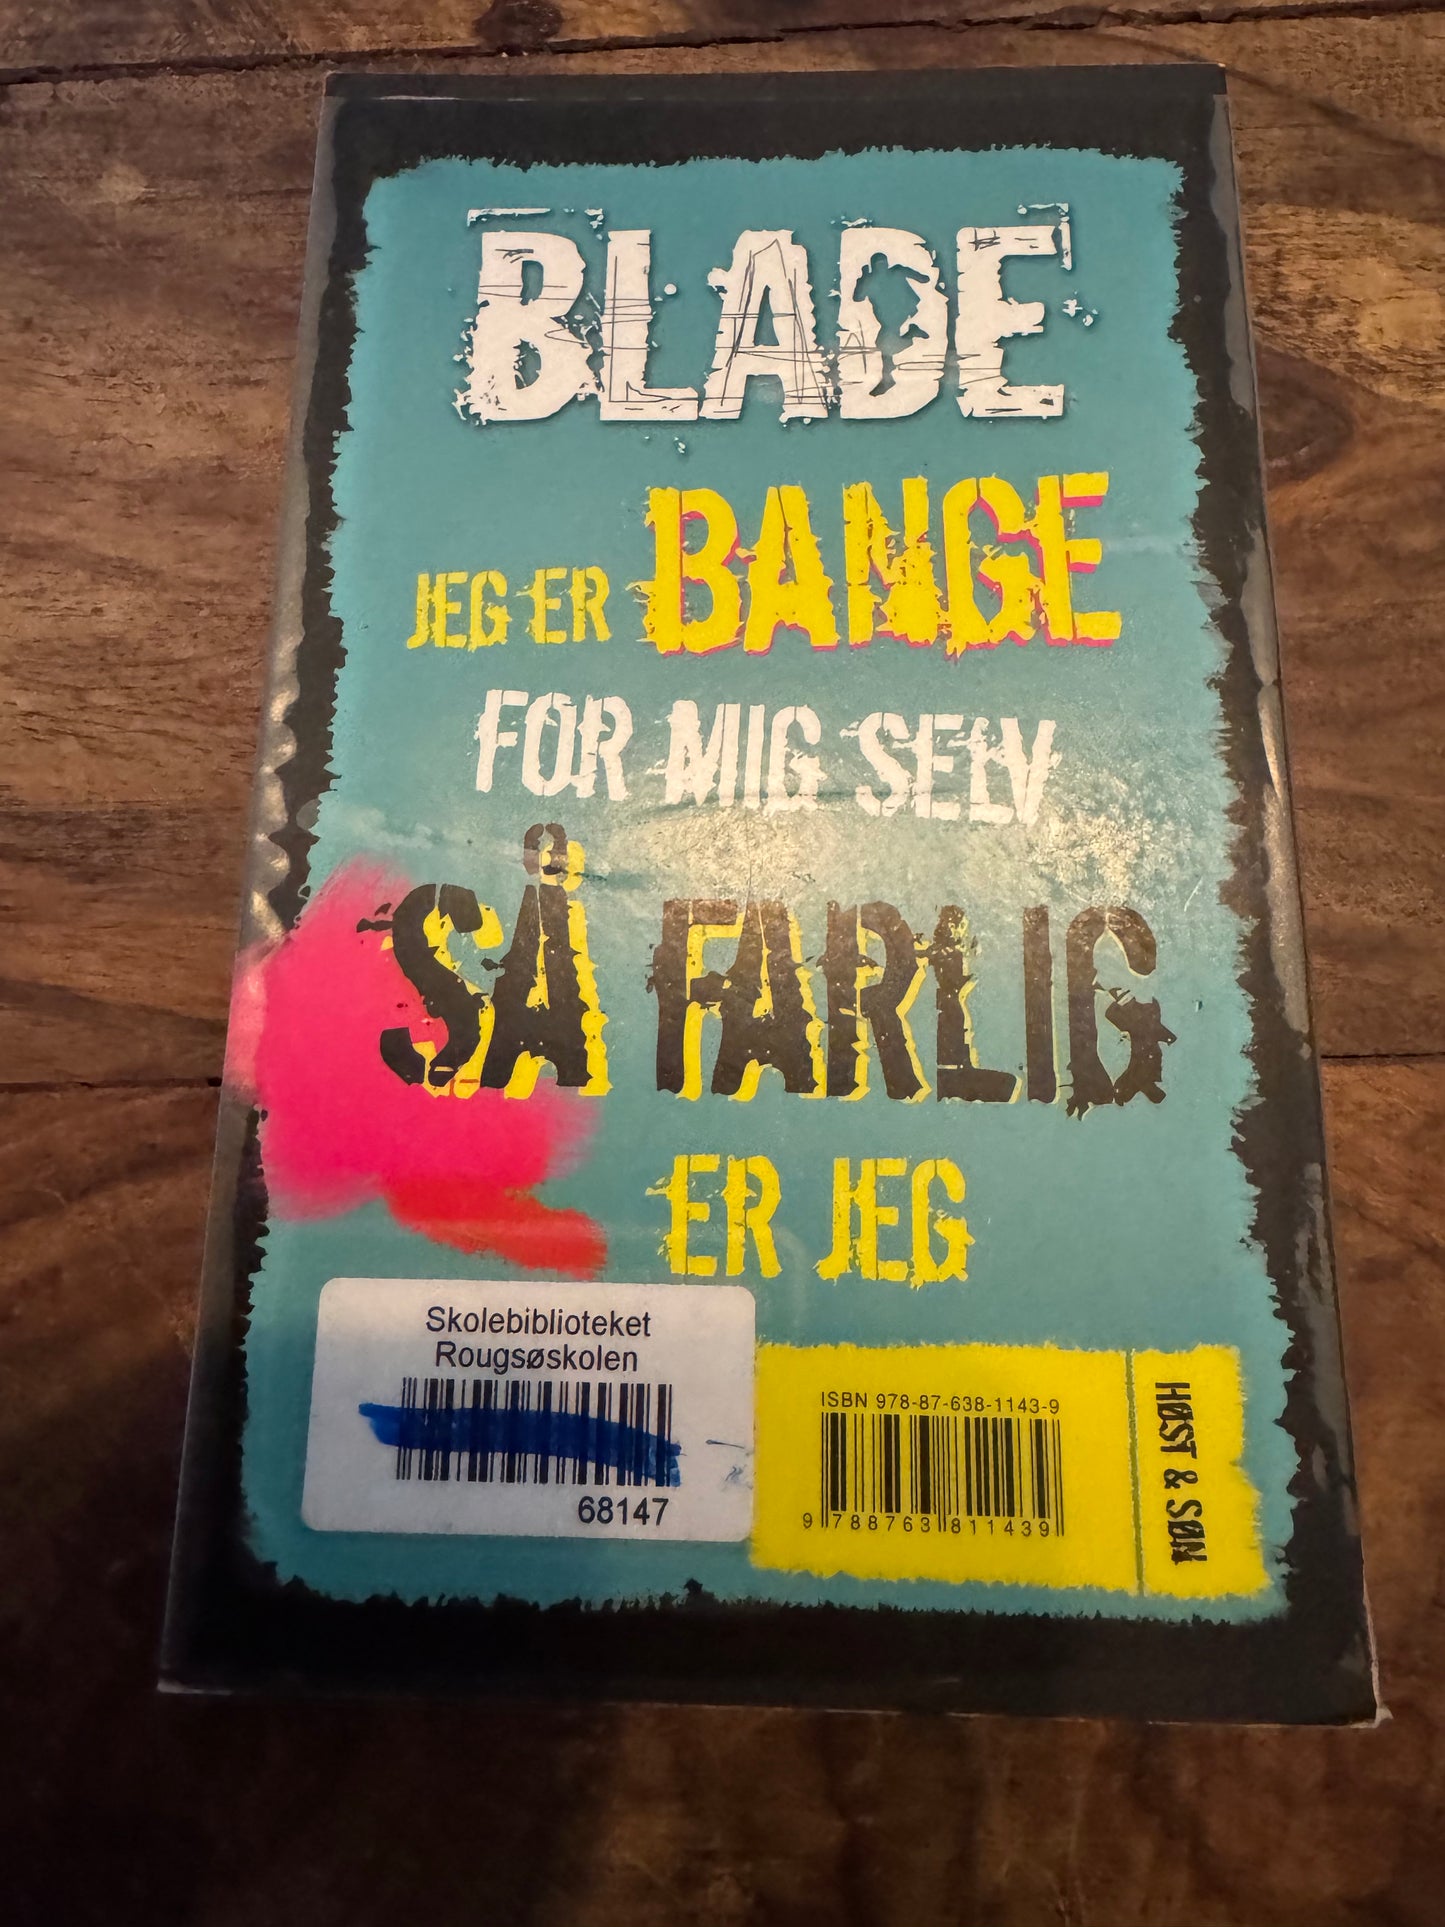 BLADE
JEG ER BANGE
FOR MIG SELV
SÅ FARLIG
ER JEG
Skolebiblioteket
Rougsøskolen
68147
ISBN 978-87-638-1143-9
9 788763 811439
HØST & SØN